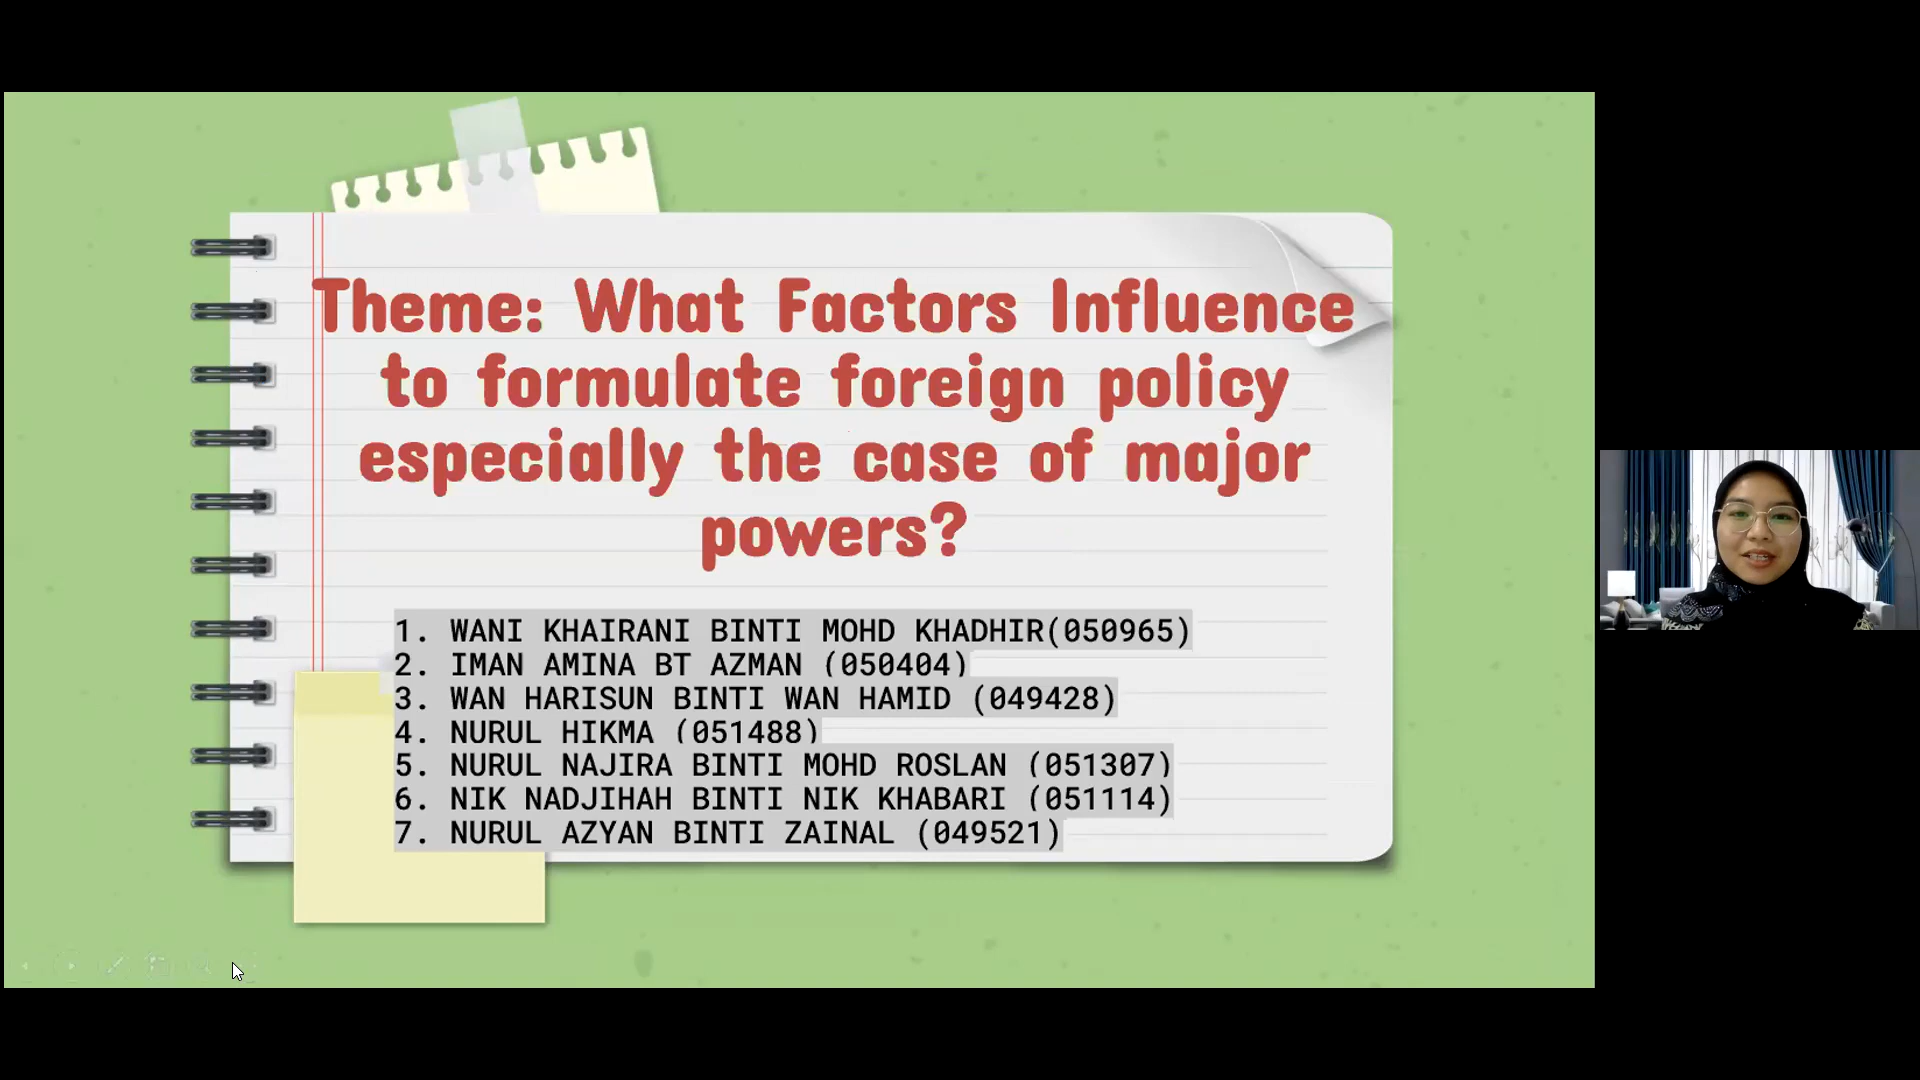 Theme: What Factors Influence
to formulate foreign policy
especially the case of major
powers?
1. WANI KHAIRANI BINTI MOHD KHADHIR(050965)
2. IMAN AMINA BT AZMAN (050404)
3. WAN HARISUN BINTI WAN HAMID (049428)
4. NURUL HIKMA (051488)
5. NURUL NAJIRA BINTI MOHD ROSLAN (051307)
6. NIK NADJIHAH BINTI NIK KHABARI (051114)
7. NURUL AZYAN BINTI ZAINAL (049521)